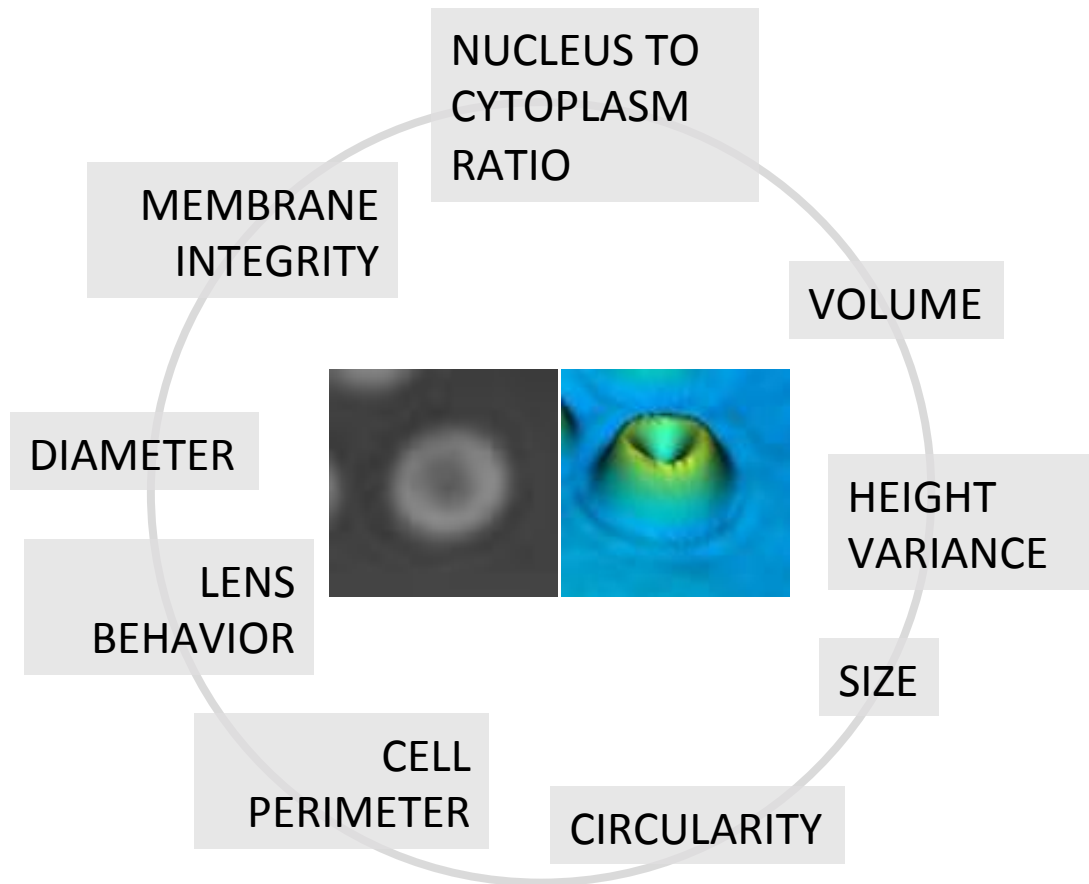 NUCLEUS TO
CYTOPLASM
RATIO
MEMBRANE
INTEGRITY
VOLUME
DIAMETER
HEIGHT
VARIANCE
LENS
BEHAVIOR
SIZE
CELL
PERIMETER
CIRCULARITY